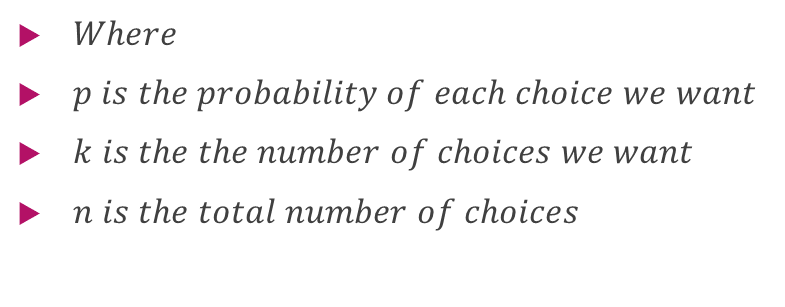 Where
p is the probability of each choice we want
k is the the number of choices we want
n is the total number of choices